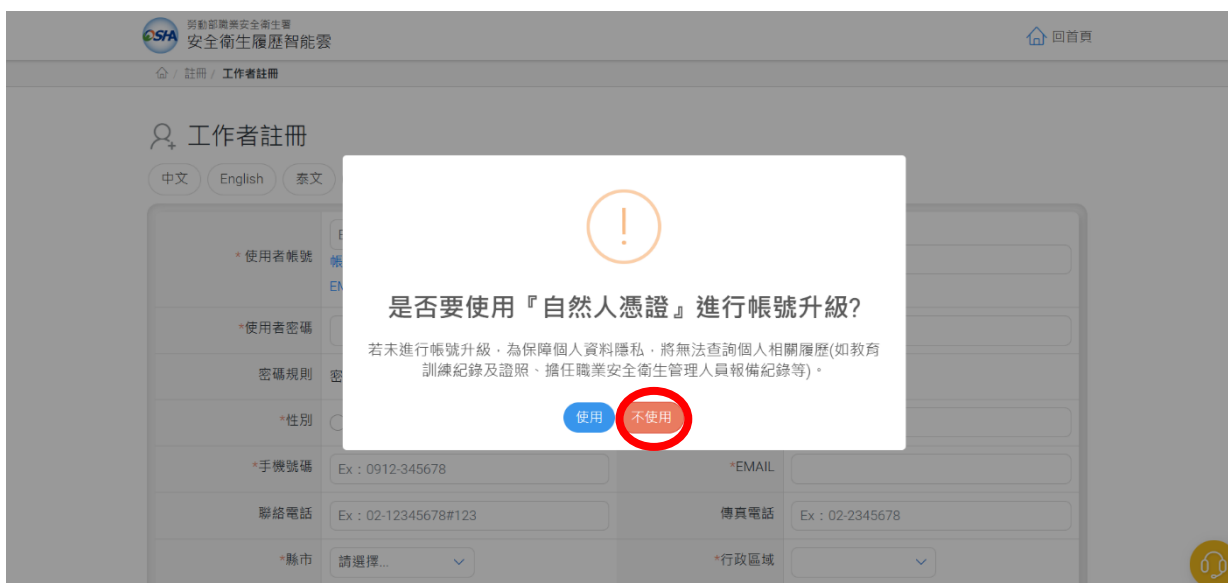 OSHA 勞動部職業安全衛生署
安全衛生履歷智能雲
回首頁
/ 註冊 / 工作者註冊
工作者註冊
中文 English 泰文
是否要使用『自然人憑證』進行帳號升級?
若未進行帳號升級，為保障個人資料隱私，將無法查詢個人相關履歷(如教育
訓練紀錄及證照、擔任職業安全衛生管理人員報備紀錄等)。
使用 不使用
* 使用者帳號
帳
EM
*使用者密碼
密碼規則 密
*性別
*手機號碼 Ex：0912-345678 *EMAIL
聯絡電話 Ex：02-12345678#123 傳真電話 Ex：02-2345678
*縣市 請選擇... *行政區域